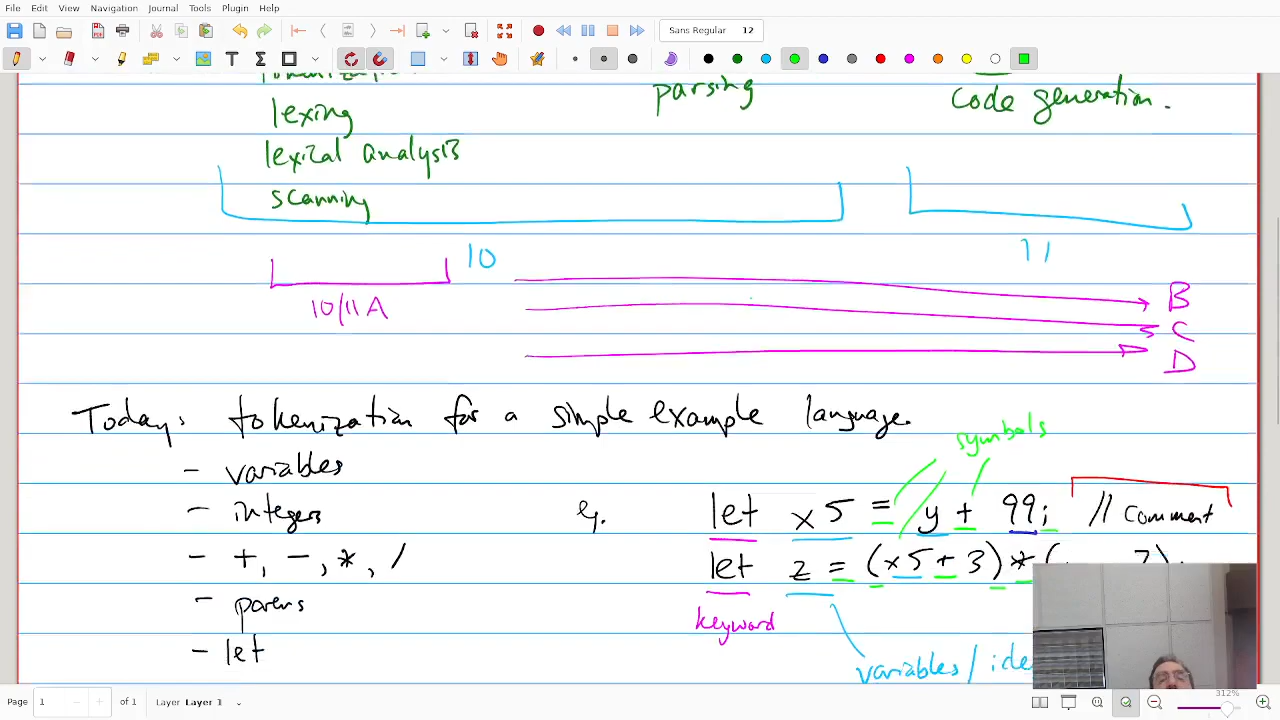 File Edit View Navigation Journal Tools Plugin Help
Sans Regular 12
parsing
code generation.
lexing
lexical analysis
scanning
10
11
10/11 A
B
C
D
Today: tokenization for a simple example language.
symbols
- variables
- integers
e.g. let x5 = y + 99; // comment
- +, -, *, /
let z = (x5 + 3) * (
- parens
keyword
- let
variables /
Page 1 of 1 Layer Layer 1
312%